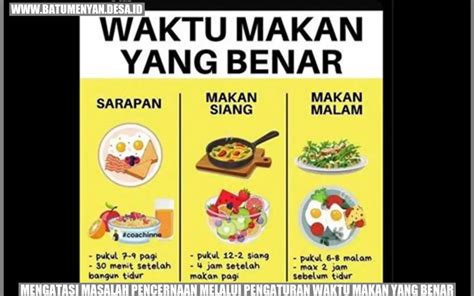 WWW.BATUMENYAN.DESA.ID
WAKTU MAKAN
YANG BENAR
SARAPAN
#coachinne
- pukul 7-9 pagi
- 30 menit setelah
bangun tidur
MAKAN
SIANG
- pukul 12-2 siang
- 4 jam setelah
makan pagi
MAKAN
MALAM
- pukul 6-8 malam
- max 2 jam
sebelum tidur
MENGATASI MASALAH PENCERNAAN MELALUI PENGATURAN WAKTU MAKAN YANG BENAR